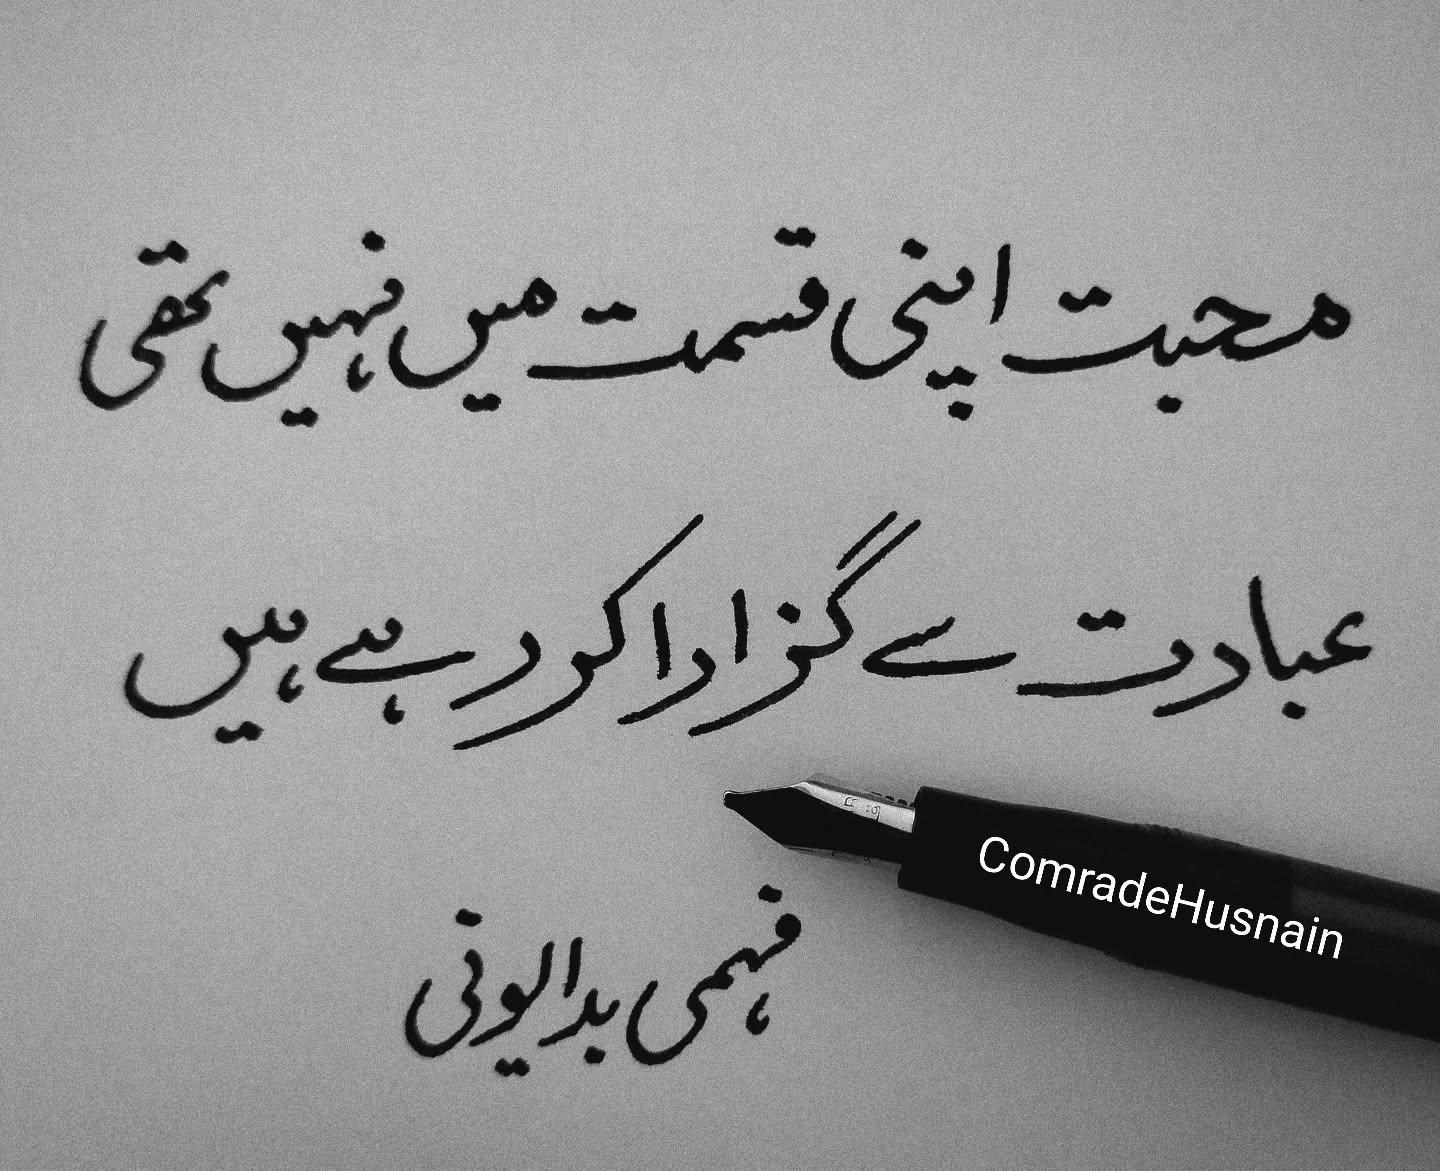 محبت اپنی قسمت میں نہیں تھی
عبادت سے گزارا کر رہے ہیں
ComradeHusnain
فہمی بدایونی